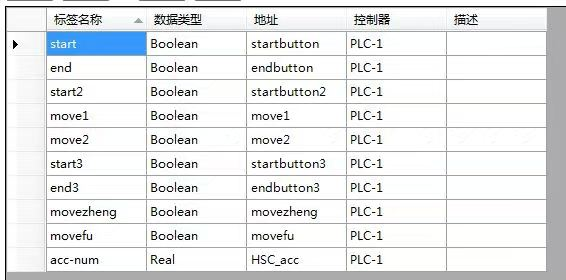 标签名称 数据类型 地址 控制器 描述
start Boolean startbutton PLC-1
end Boolean endbutton PLC-1
start2 Boolean startbutton2 PLC-1
move1 Boolean move1 PLC-1
move2 Boolean move2 PLC-1
start3 Boolean startbutton3 PLC-1
end3 Boolean endbutton3 PLC-1
movezheng Boolean movezheng PLC-1
movefu Boolean movefu PLC-1
acc-num Real HSC_acc PLC-1